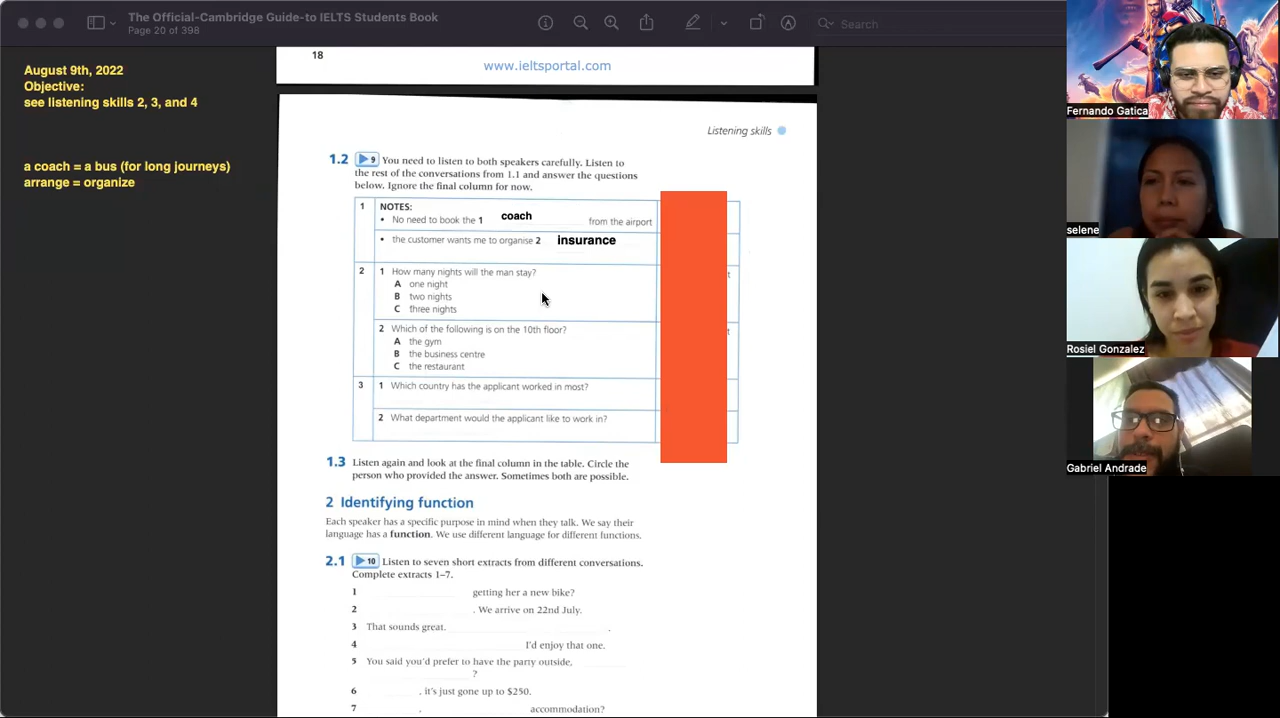 The Official-Cambridge Guide-to IELTS Students Book
Page 20 of 398
Search
August 9th, 2022
Objective:
see listening skills 2, 3, and 4
a coach = a bus (for long journeys)
arrange = organize
18
www.ieltsportal.com
Listening skills
1.2 9 You need to listen to both speakers carefully. Listen to
the rest of the conversations from 1.1 and answer the questions
below. Ignore the final column for now.
1 NOTES:
• No need to book the 1 coach from the airport
• the customer wants me to organise 2 insurance
2 1 How many nights will the man stay?
A one night
B two nights
C three nights
2 Which of the following is on the 10th floor?
A the gym
B the business centre
C the restaurant
3 1 Which country has the applicant worked in most?
2 What department would the applicant like to work in?
1.3 Listen again and look at the final column in the table. Circle the
person who provided the answer. Sometimes both are possible.
2 Identifying function
Each speaker has a specific purpose in mind when they talk. We say their
language has a function. We use different language for different functions.
2.1 10 Listen to seven short extracts from different conversations.
Complete extracts 1–7.
1 getting her a new bike?
2 . We arrive on 22nd July.
3 That sounds great. .
4 I'd enjoy that one.
5 You said you'd prefer to have the party outside,
?
6 , it's just gone up to $250.
7 , accommodation?
Fernando Gatica
selene
Rosiel Gonzalez
Gabriel Andrade